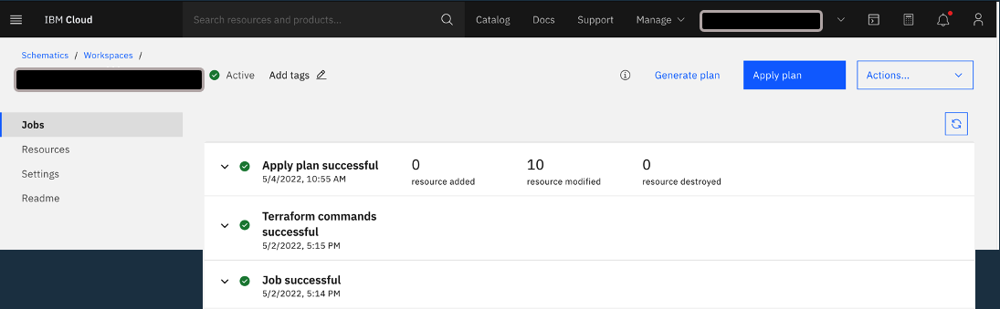 IBM Cloud
Search resources and products...
Catalog
Docs
Support
Manage
Schematics / Workspaces /
Active
Add tags
Generate plan
Apply plan
Actions...
Jobs
Resources
Settings
Readme
Apply plan successful
5/4/2022, 10:55 AM
0
resource added
10
resource modified
0
resource destroyed
Terraform commands
successful
5/2/2022, 5:15 PM
Job successful
5/2/2022, 5:14 PM